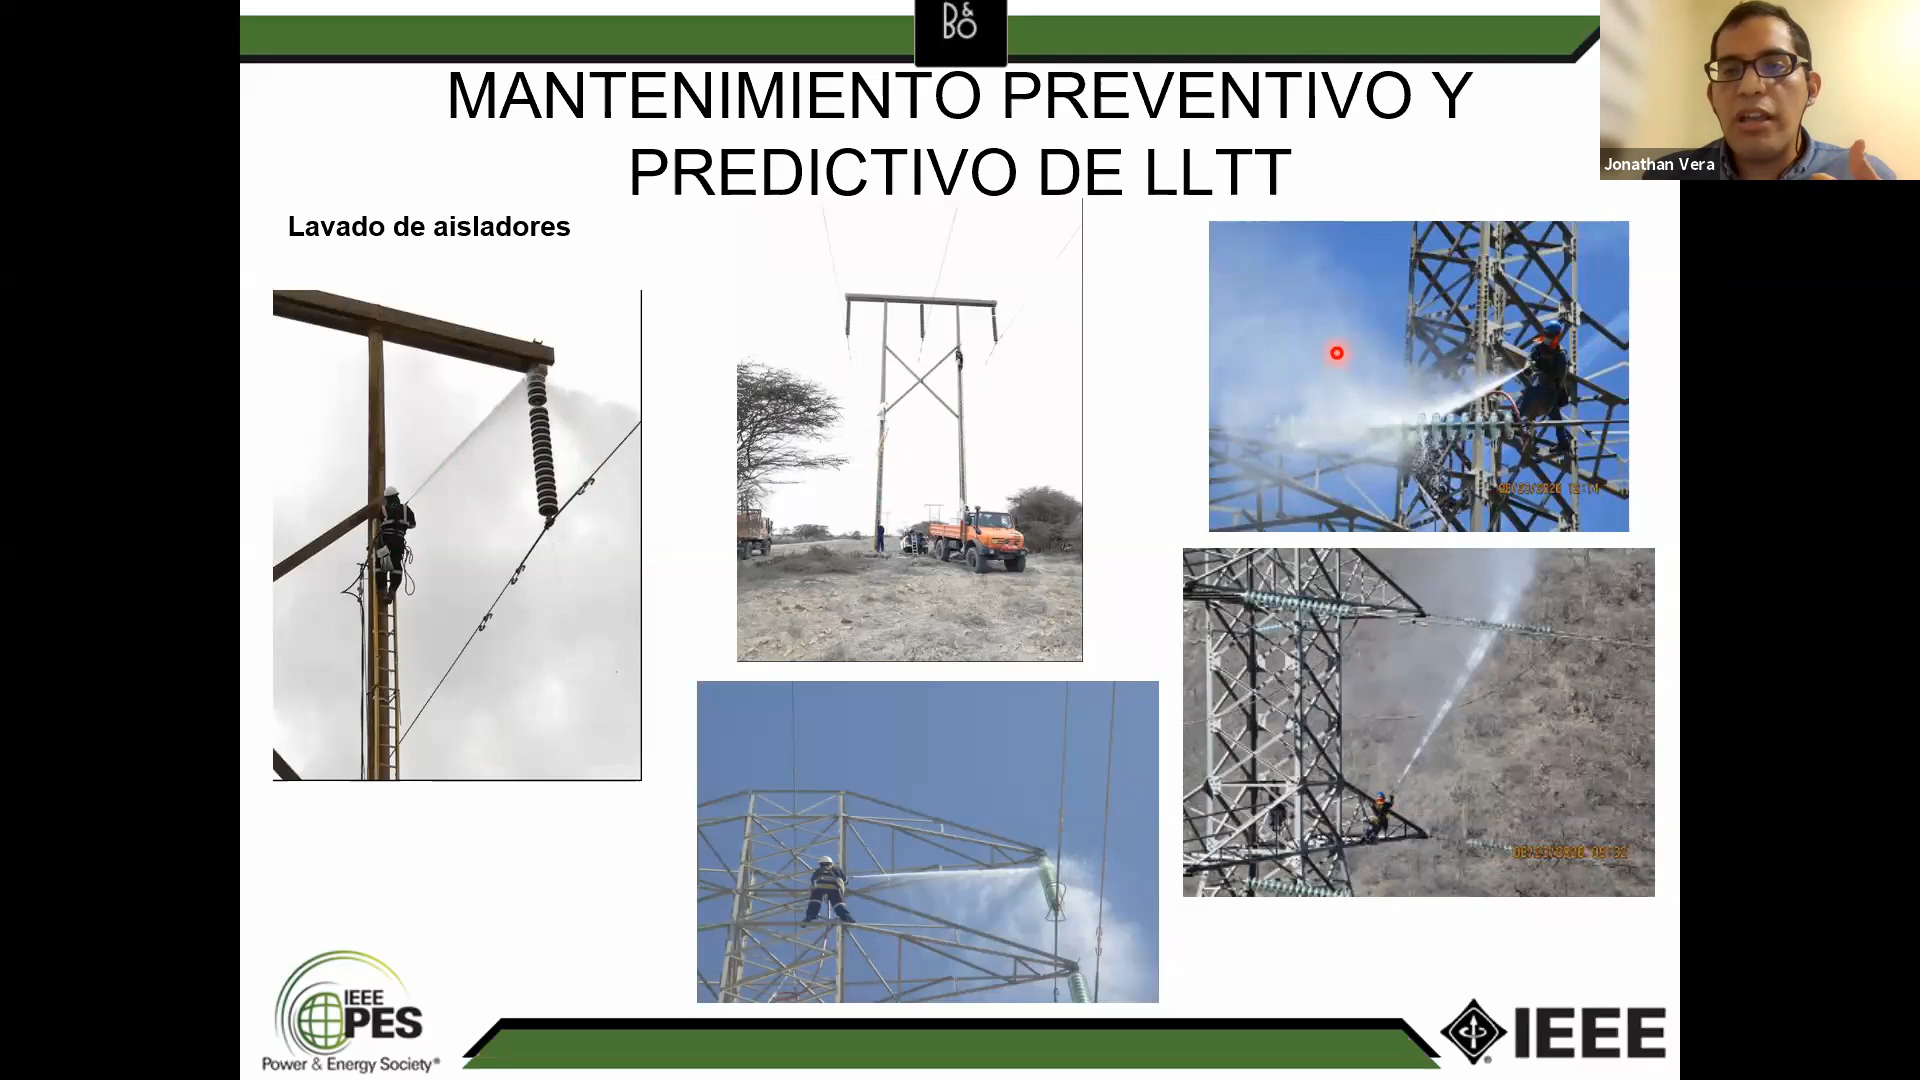 B&O
MANTENIMIENTO PREVENTIVO Y
PREDICTIVO DE LLTT
Jonathan Vera
Lavado de aisladores
IEEE
PES
Power & Energy Society®
IEEE